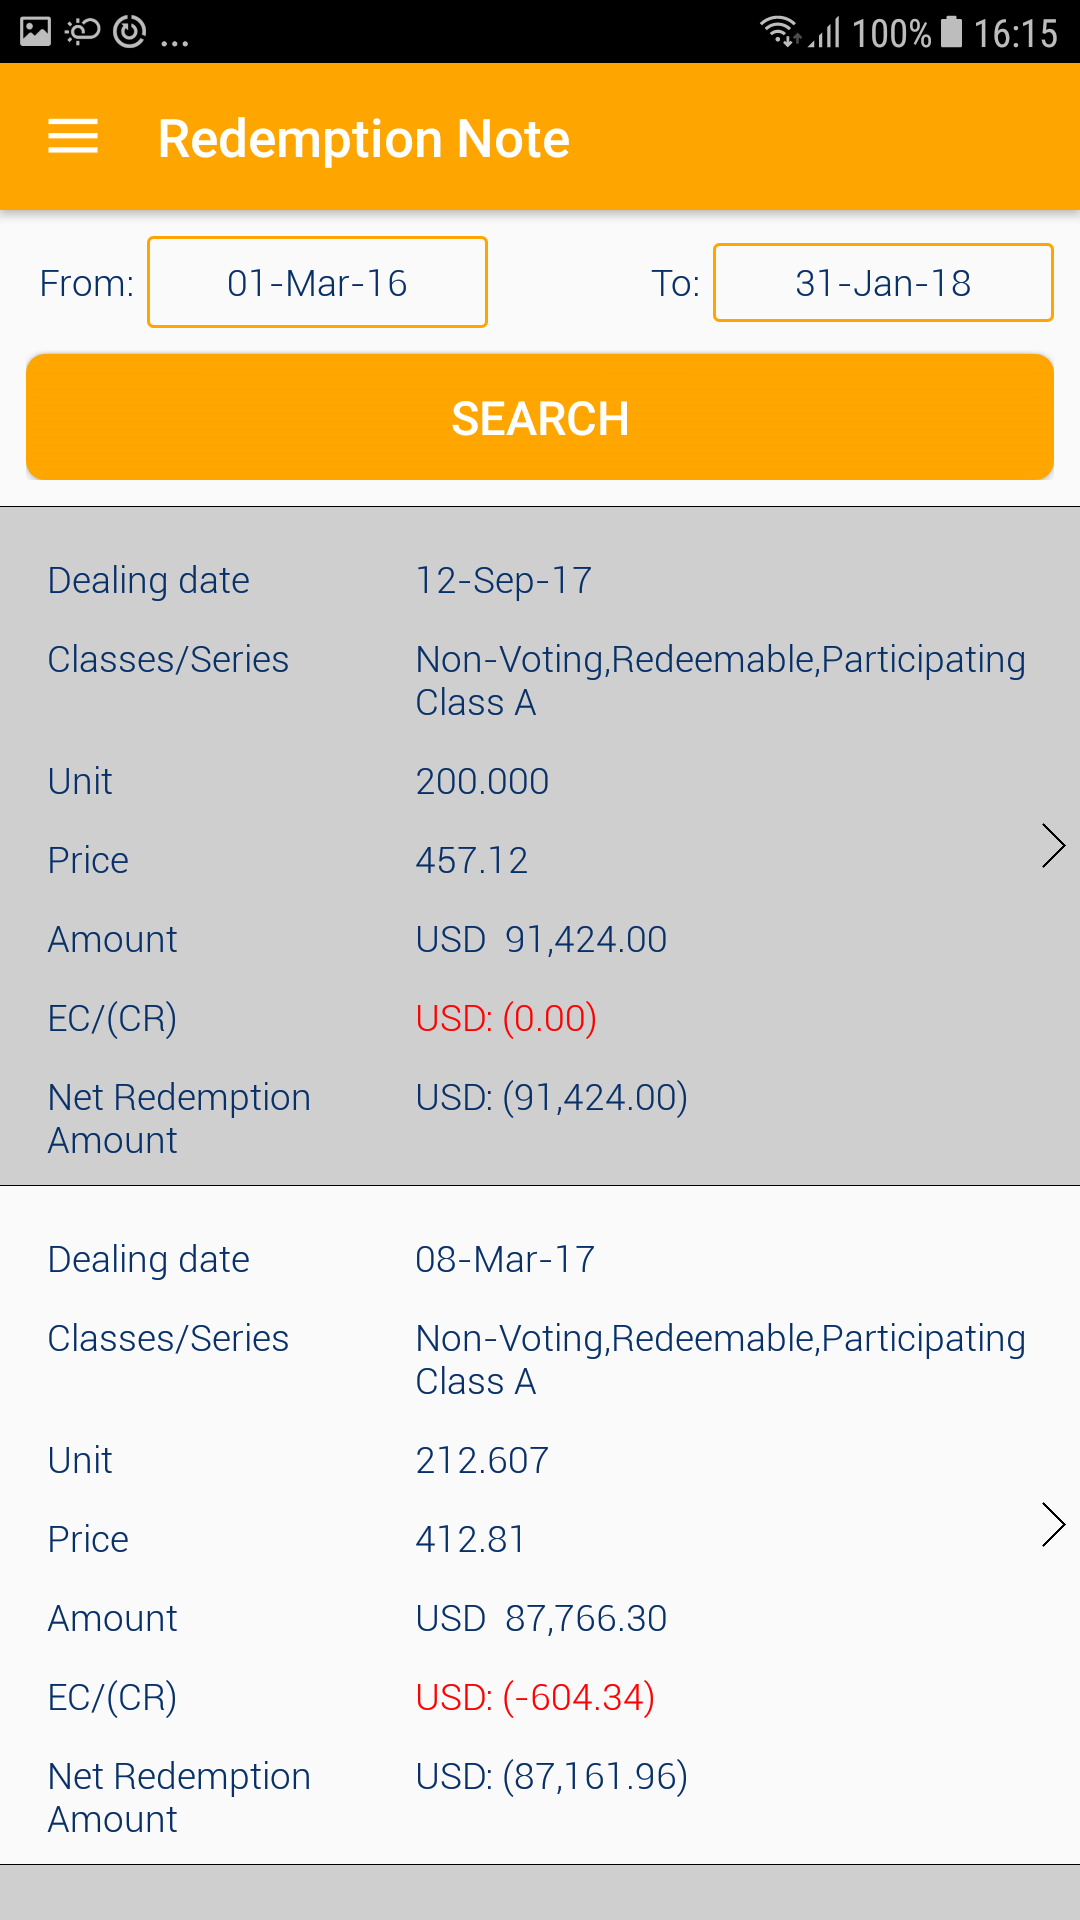 100% 16:15
Redemption Note
From: 01-Mar-16 To: 31-Jan-18
SEARCH
Dealing date 12-Sep-17
Classes/Series Non-Voting,Redeemable,Participating
Class A
Unit 200.000
Price 457.12
Amount USD  91,424.00
EC/(CR) USD: (0.00)
Net Redemption USD: (91,424.00)
Amount
Dealing date 08-Mar-17
Classes/Series Non-Voting,Redeemable,Participating
Class A
Unit 212.607
Price 412.81
Amount USD  87,766.30
EC/(CR) USD: (-604.34)
Net Redemption USD: (87,161.96)
Amount